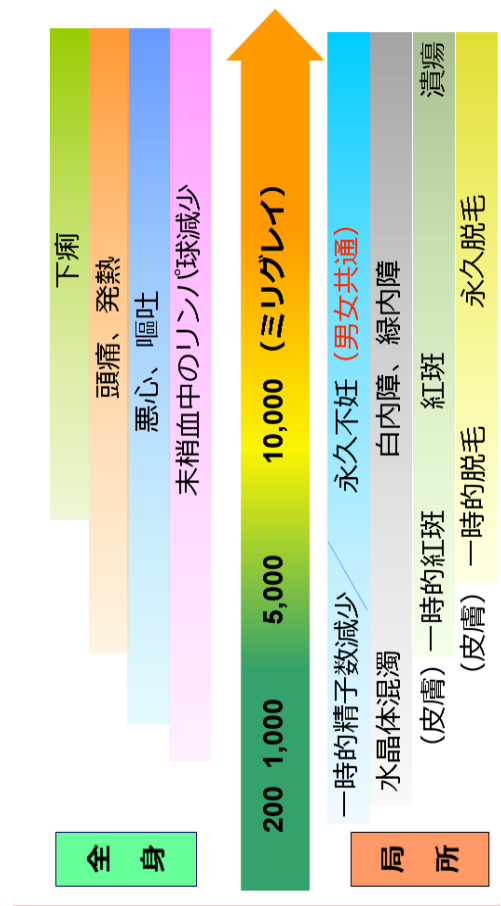 全身
下痢
頭痛、発熱
悪心、嘔吐
末梢血中のリンパ球減少
200 1,000 5,000 10,000 (ミリグレイ)
局所
一時的精子数減少 永久不妊(男女共通)
水晶体混濁 白内障、緑内障
(皮膚)一時的紅斑 紅斑 潰瘍
(皮膚)一時的脱毛 永久脱毛